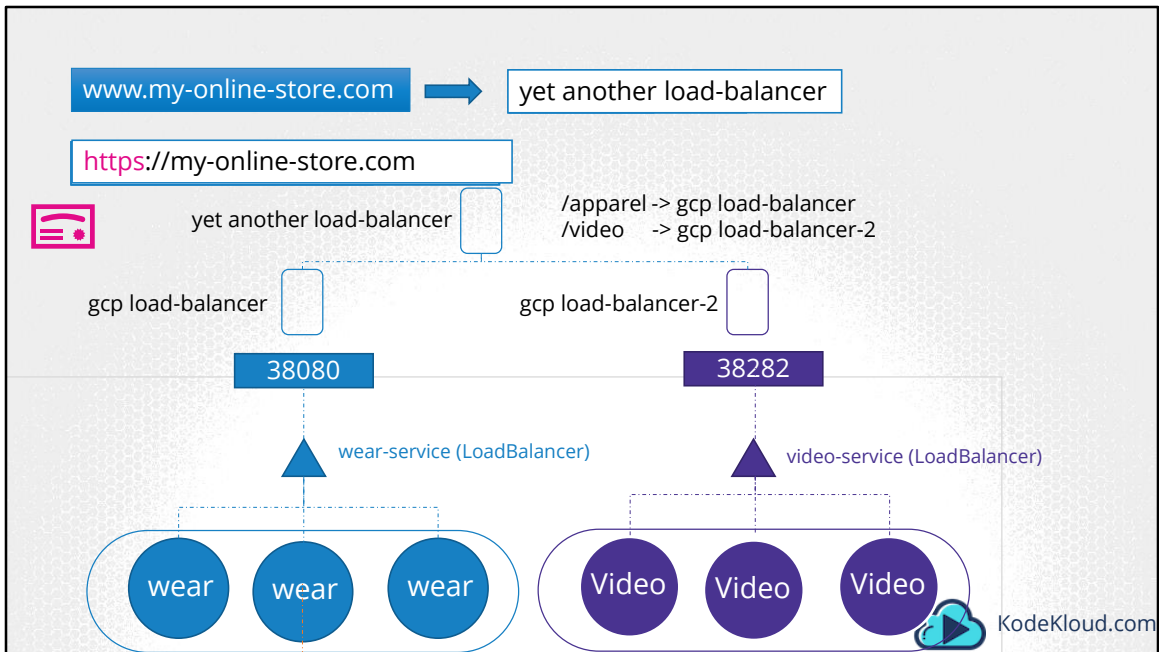 www.my-online-store.com
yet another load-balancer
https://my-online-store.com
yet another load-balancer
/apparel -> gcp load-balancer
/video -> gcp load-balancer-2
gcp load-balancer
gcp load-balancer-2
38080
38282
wear-service (LoadBalancer)
video-service (LoadBalancer)
wear
wear
wear
Video
Video
Video
KodeKloud.com